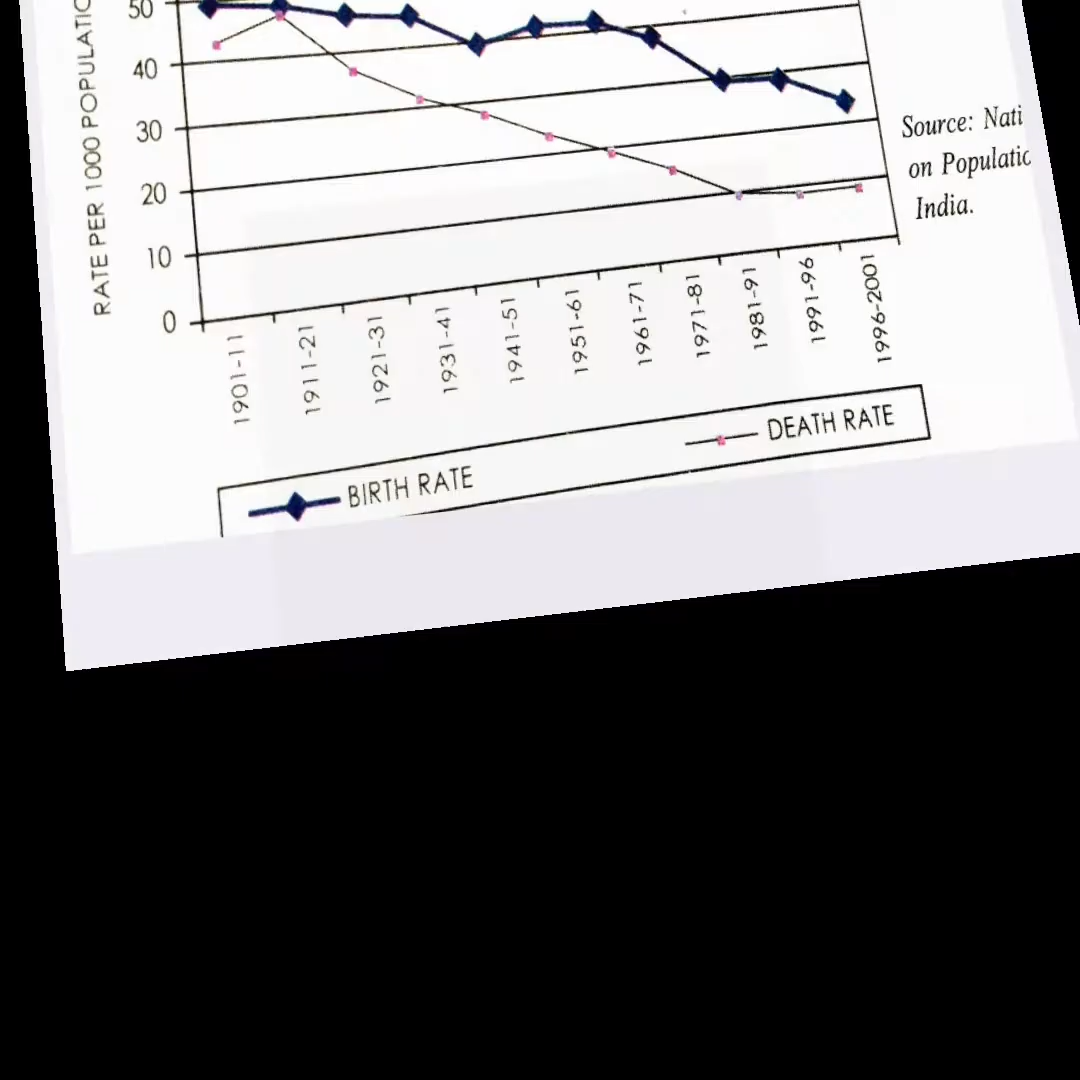 RATE PER 1000 POPULATIO
50
40
30
20
10
0
1901-11
1911-21
1921-31
1931-41
1941-51
1951-61
1961-71
1971-81
1981-91
1991-96
1996-2001
Source: Nati
on Populatio
India.
BIRTH RATE
DEATH RATE